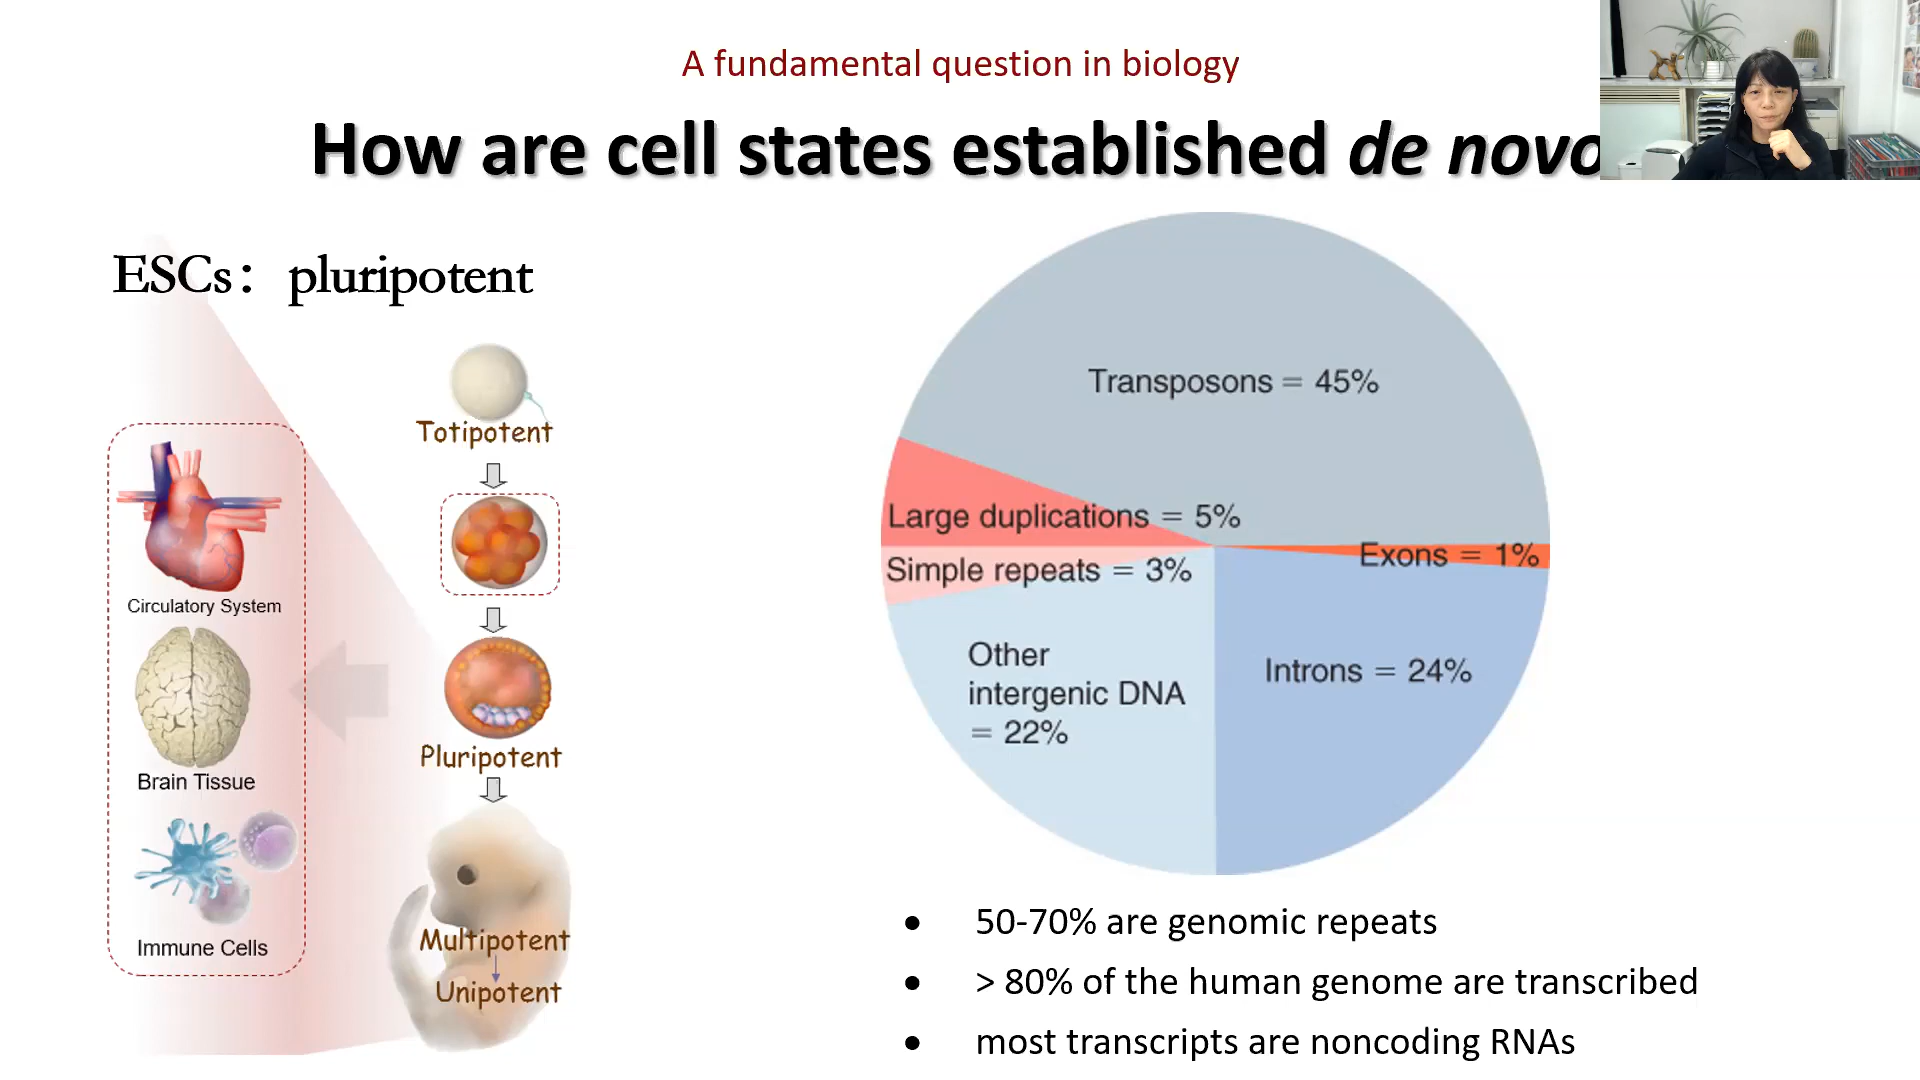 A fundamental question in biology
How are cell states established de novo
ESCs： pluripotent
Totipotent
Pluripotent
Multipotent
Unipotent
Circulatory System
Brain Tissue
Immune Cells
Transposons = 45%
Large duplications = 5%
Simple repeats = 3%
Exons = 1%
Introns = 24%
Other
intergenic DNA
= 22%
• 50-70% are genomic repeats
• > 80% of the human genome are transcribed
• most transcripts are noncoding RNAs